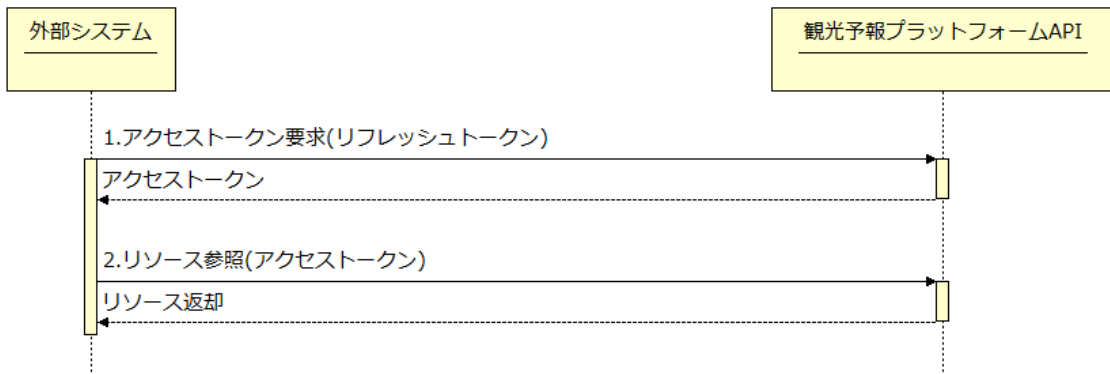 外部システム
観光予報プラットフォームAPI
1.アクセストークン要求(リフレッシュトークン)
アクセストークン
2.リソース参照(アクセストークン)
リソース返却